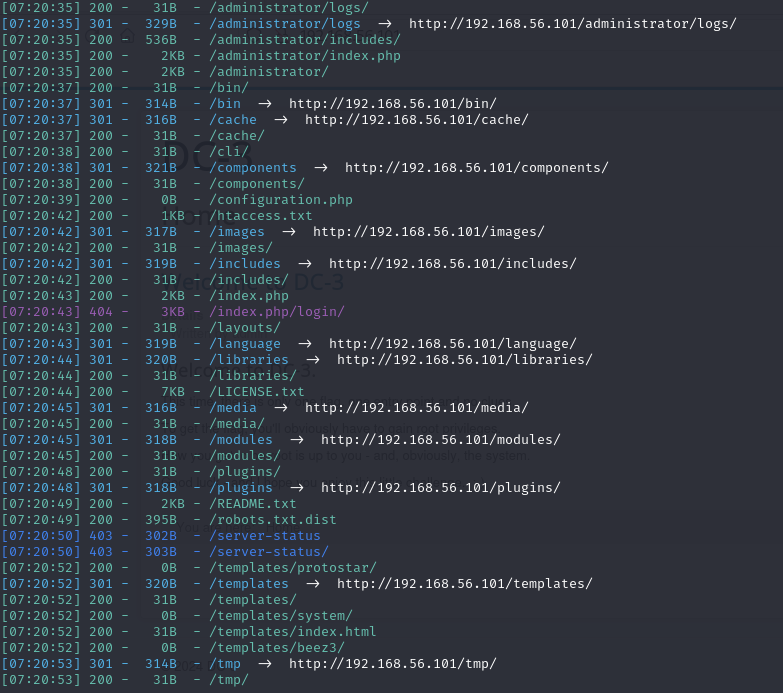 [07:20:35] 200 -   31B  - /administrator/logs/
[07:20:35] 301 -  329B  - /administrator/logs  →  http://192.168.56.101/administrator/logs/
[07:20:35] 200 -  536B  - /administrator/includes/
[07:20:35] 200 -    2KB - /administrator/index.php
[07:20:35] 200 -    2KB - /administrator/
[07:20:37] 200 -   31B  - /bin/
[07:20:37] 301 -  314B  - /bin  →  http://192.168.56.101/bin/
[07:20:37] 301 -  316B  - /cache  →  http://192.168.56.101/cache/
[07:20:37] 200 -   31B  - /cache/
[07:20:38] 200 -   31B  - /cli/
[07:20:38] 301 -  321B  - /components  →  http://192.168.56.101/components/
[07:20:38] 200 -   31B  - /components/
[07:20:39] 200 -    0B  - /configuration.php
[07:20:42] 200 -    1KB - /htaccess.txt
[07:20:42] 301 -  317B  - /images  →  http://192.168.56.101/images/
[07:20:42] 200 -   31B  - /images/
[07:20:42] 301 -  319B  - /includes  →  http://192.168.56.101/includes/
[07:20:42] 200 -   31B  - /includes/
[07:20:43] 200 -    2KB - /index.php
[07:20:43] 404 -    3KB - /index.php/login/
[07:20:43] 200 -   31B  - /layouts/
[07:20:43] 301 -  319B  - /language  →  http://192.168.56.101/language/
[07:20:44] 301 -  320B  - /libraries  →  http://192.168.56.101/libraries/
[07:20:44] 200 -   31B  - /libraries/
[07:20:44] 200 -    7KB - /LICENSE.txt
[07:20:45] 301 -  316B  - /media  →  http://192.168.56.101/media/
[07:20:45] 200 -   31B  - /media/
[07:20:45] 301 -  318B  - /modules  →  http://192.168.56.101/modules/
[07:20:45] 200 -   31B  - /modules/
[07:20:48] 200 -   31B  - /plugins/
[07:20:48] 301 -  318B  - /plugins  →  http://192.168.56.101/plugins/
[07:20:49] 200 -    2KB - /README.txt
[07:20:49] 200 -  395B  - /robots.txt.dist
[07:20:50] 403 -  302B  - /server-status
[07:20:50] 403 -  303B  - /server-status/
[07:20:52] 200 -    0B  - /templates/protostar/
[07:20:52] 301 -  320B  - /templates  →  http://192.168.56.101/templates/
[07:20:52] 200 -   31B  - /templates/
[07:20:52] 200 -    0B  - /templates/system/
[07:20:52] 200 -   31B  - /templates/index.html
[07:20:52] 200 -    0B  - /templates/beez3/
[07:20:53] 301 -  314B  - /tmp  →  http://192.168.56.101/tmp/
[07:20:53] 200 -   31B  - /tmp/